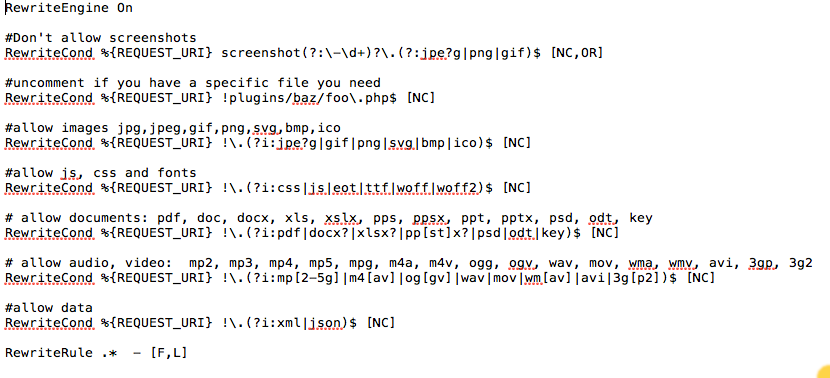 RewriteEngine On
#Don't allow screenshots
RewriteCond %{REQUEST_URI} screenshot(?:\-\d+)?\.(?:jpe?g|png|gif)$ [NC,OR]
#uncomment if you have a specific file you need
RewriteCond %{REQUEST_URI} !plugins/baz/foo\.php$ [NC]
#allow images jpg,jpeg,gif,png,svg,bmp,ico
RewriteCond %{REQUEST_URI} !\.(?i:jpe?g|gif|png|svg|bmp|ico)$ [NC]
#allow js, css and fonts
RewriteCond %{REQUEST_URI} !\.(?i:css|js|eot|ttf|woff|woff2)$ [NC]
# allow documents: pdf, doc, docx, xls, xslx, pps, ppsx, ppt, pptx, psd, odt, key
RewriteCond %{REQUEST_URI} !\.(?i:pdf|docx?|xlsx?|pp[st]x?|psd|odt|key)$ [NC]
# allow audio, video:  mp2, mp3, mp4, mp5, mpg, m4a, m4v, ogg, ogv, wav, mov, wma, wmv, avi, 3gp, 3g2
RewriteCond %{REQUEST_URI} !\.(?i:mp[2-5g]|m4[av]|og[gv]|wav|mov|wm[av]|avi|3g[p2])$ [NC]
#allow data
RewriteCond %{REQUEST_URI} !\.(?i:xml|json)$ [NC]
RewriteRule .*  - [F,L]